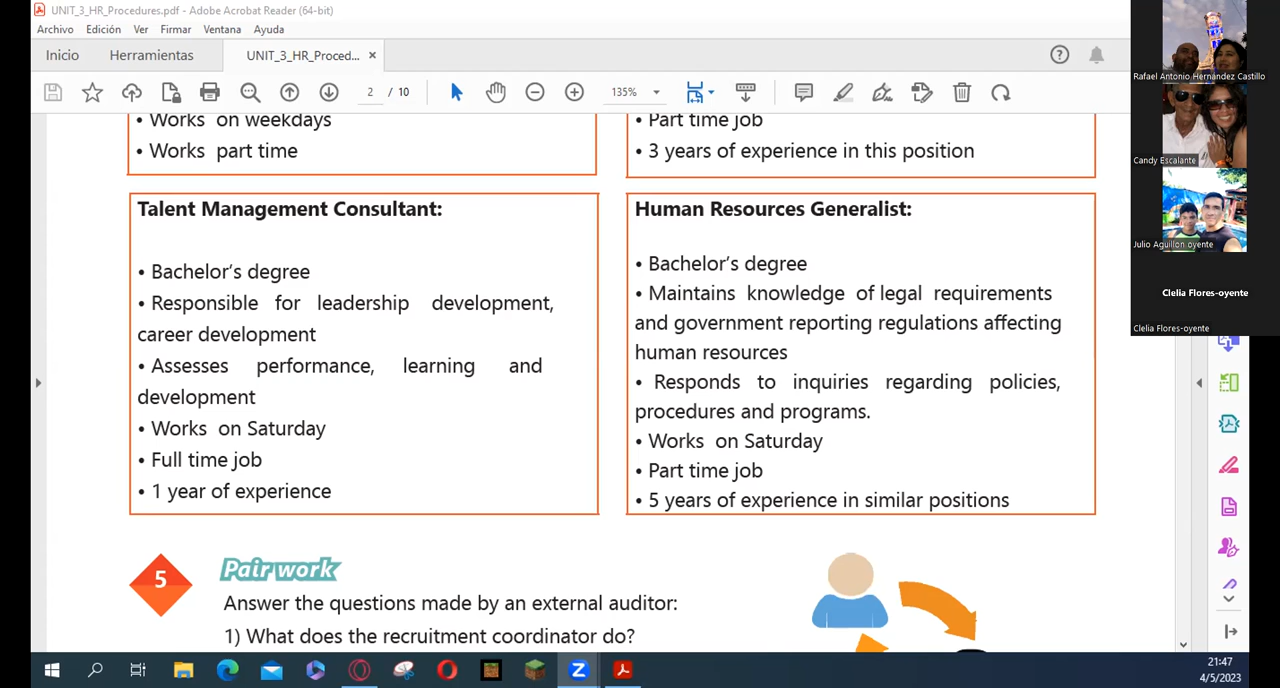 UNIT_3_HR_Procedures.pdf - Adobe Acrobat Reader (64-bit)
Archivo Edición Ver Firmar Ventana Ayuda
Inicio Herramientas UNIT_3_HR_Proced... ×
2 / 10 135%
• Works on weekdays
• Works part time
• Part time job
• 3 years of experience in this position
Talent Management Consultant:
• Bachelor’s degree
• Responsible for leadership development,
career development
• Assesses performance, learning and
development
• Works on Saturday
• Full time job
• 1 year of experience
Human Resources Generalist:
• Bachelor’s degree
• Maintains knowledge of legal requirements
and government reporting regulations affecting
human resources
• Responds to inquiries regarding policies,
procedures and programs.
• Works on Saturday
• Part time job
• 5 years of experience in similar positions
5 Pair work
Answer the questions made by an external auditor:
1) What does the recruitment coordinator do?
Rafael Antonio Hernández Castillo
Candy Escalante
Julio Aguillon oyente
Clelia Flores-oyente
Clelia Flores-oyente
21:47
4/5/2023